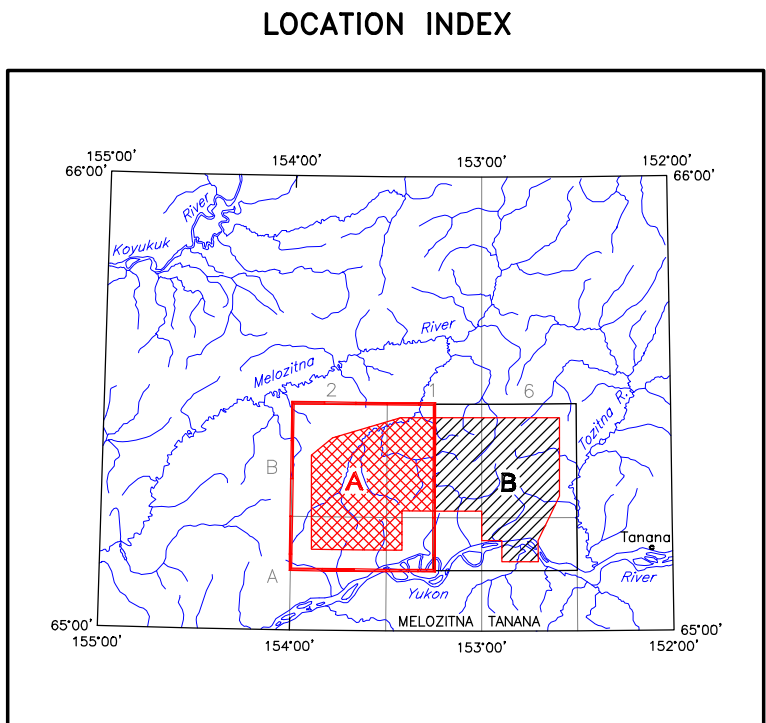 LOCATION INDEX
155°00' 154°00' 153°00' 152°00'
66°00' 66°00'
River
Koyukuk
River
Melozitna
2 1 6
Tozitna R.
B A B
Tanana
A River
Yukon
65°00' MELOZITNA TANANA 65°00'
155°00' 154°00' 153°00' 152°00'